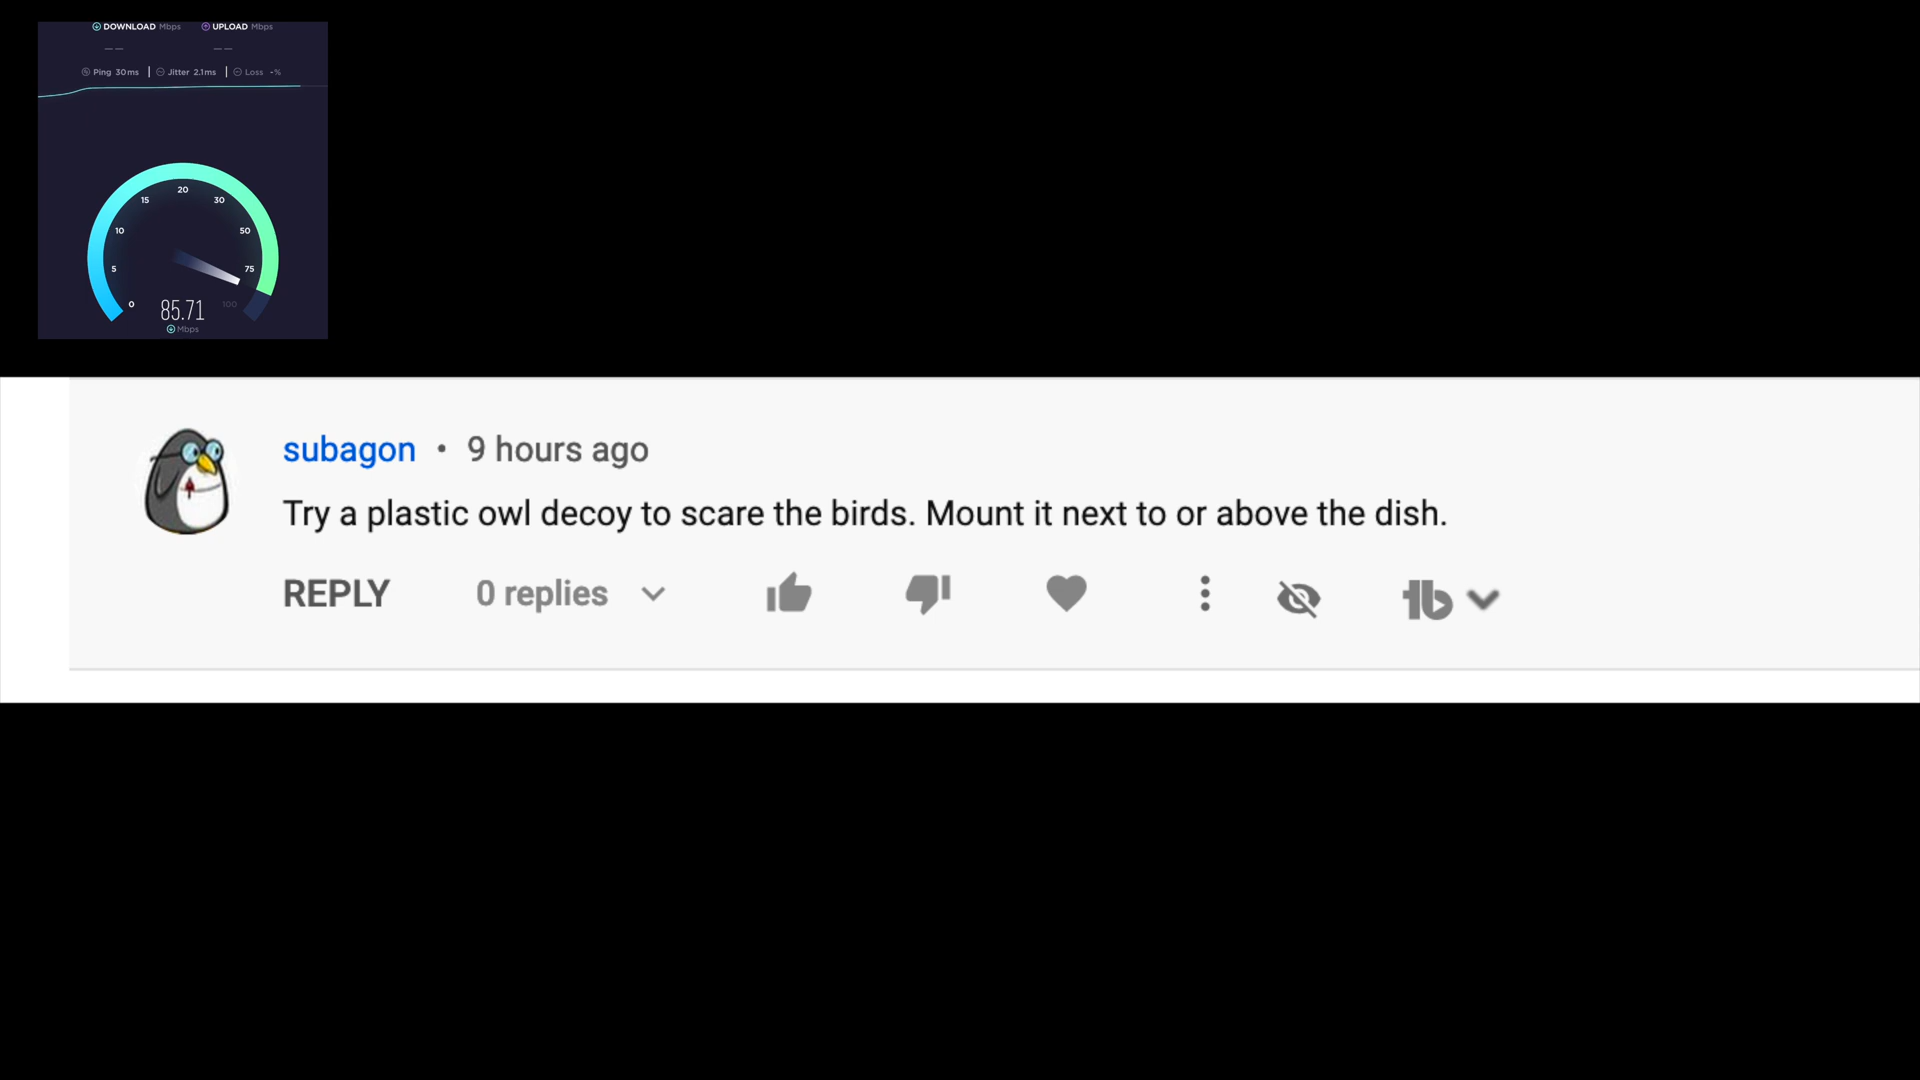 DOWNLOAD Mbps UPLOAD Mbps
— — — —
Ping 30ms | Jitter 2.1ms | Loss -%
20
15 30
10 50
5 75
0 85.71 100
Mbps
subagon • 9 hours ago
Try a plastic owl decoy to scare the birds. Mount it next to or above the dish.
REPLY 0 replies